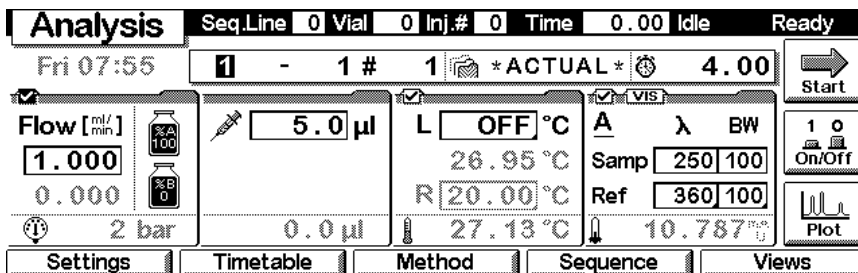 Analysis Seq.Line 0 Vial 0 Inj.# 0 Time 0.00 Idle Ready
Fri 07:55 1 - 1 # 1 *ACTUAL* 4.00 Start
VIS
Flow [ml/min] %A 100 5.0 µl L OFF °C A λ BW 1 0
1.000 26.95 °C Samp 250 100 On/Off
0.000 %B 0 R 20.00 °C Ref 360 100
2 bar 0.0 µl 27.13 °C 10.787 Plot
Settings Timetable Method Sequence Views